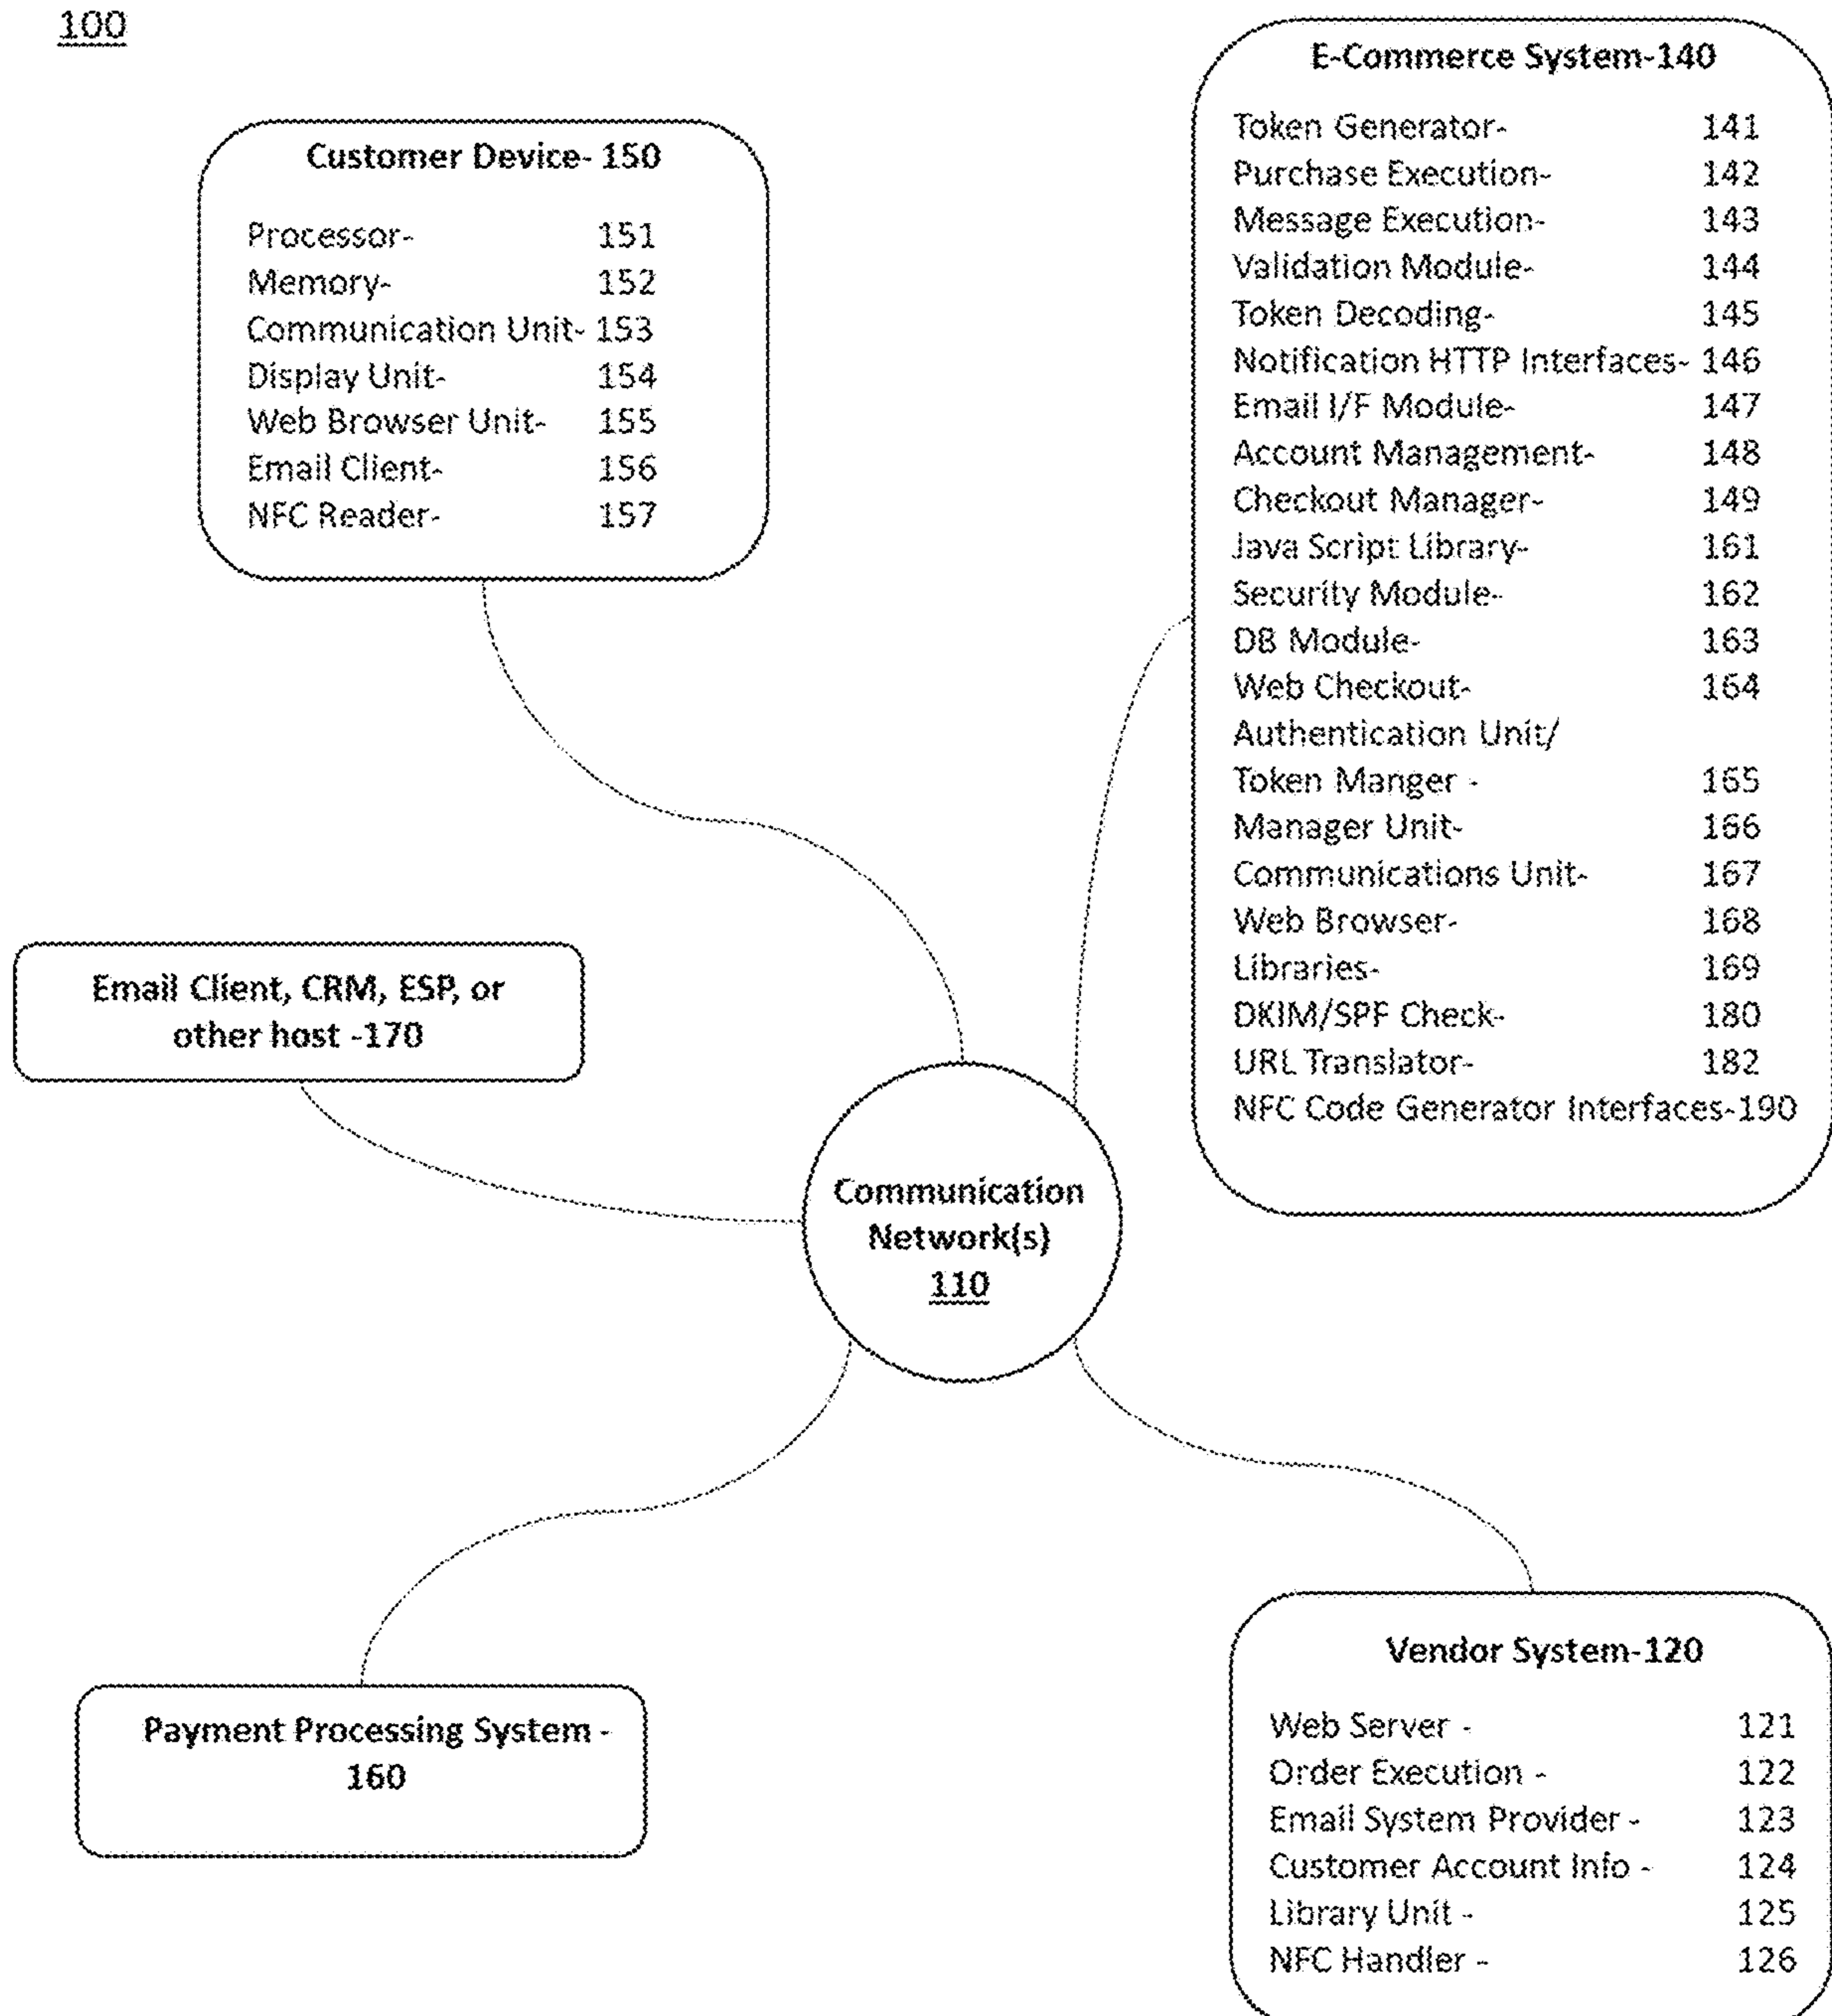 100
Customer Device- 150
Processor- 151
Memory- 152
Communication Unit- 153
Display Unit- 154
Web Browser Unit- 155
Email Client- 156
NFC Reader- 157
E-Commerce System-140
Token Generator- 141
Purchase Execution- 142
Message Execution- 143
Validation Module- 144
Token Decoding- 145
Notification HTTP Interfaces- 146
Email I/F Module- 147
Account Management- 148
Checkout Manager- 149
Java Script Library- 161
Security Module- 162
DB Module- 163
Web Checkout- 164
Authentication Unit/
Token Manger - 165
Manager Unit- 166
Communications Unit- 167
Web Browser- 168
Libraries- 169
DKIM/SPF Check- 180
URL Translator- 182
NFC Code Generator Interfaces-190
Email Client, CRM, ESP, or
other host -170
Communication
Network(s)
110
Payment Processing System -
160
Vendor System-120
Web Server - 121
Order Execution - 122
Email System Provider - 123
Customer Account Info - 124
Library Unit - 125
NFC Handler - 126